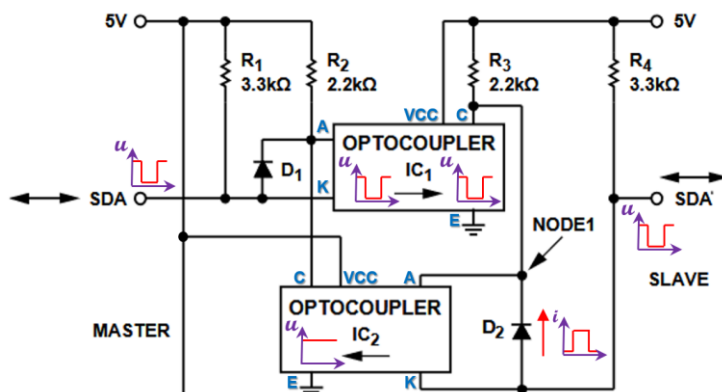 5V
5V
R1
3.3kΩ
R2
2.2kΩ
R3
2.2kΩ
R4
3.3kΩ
VCC
C
A
OPTOCOUPLER
u
D1
u
IC1
u
SDA
K
SDA'
E
NODE1
u
C
VCC
A
SLAVE
OPTOCOUPLER
MASTER
u
IC2
D2
i
E
K